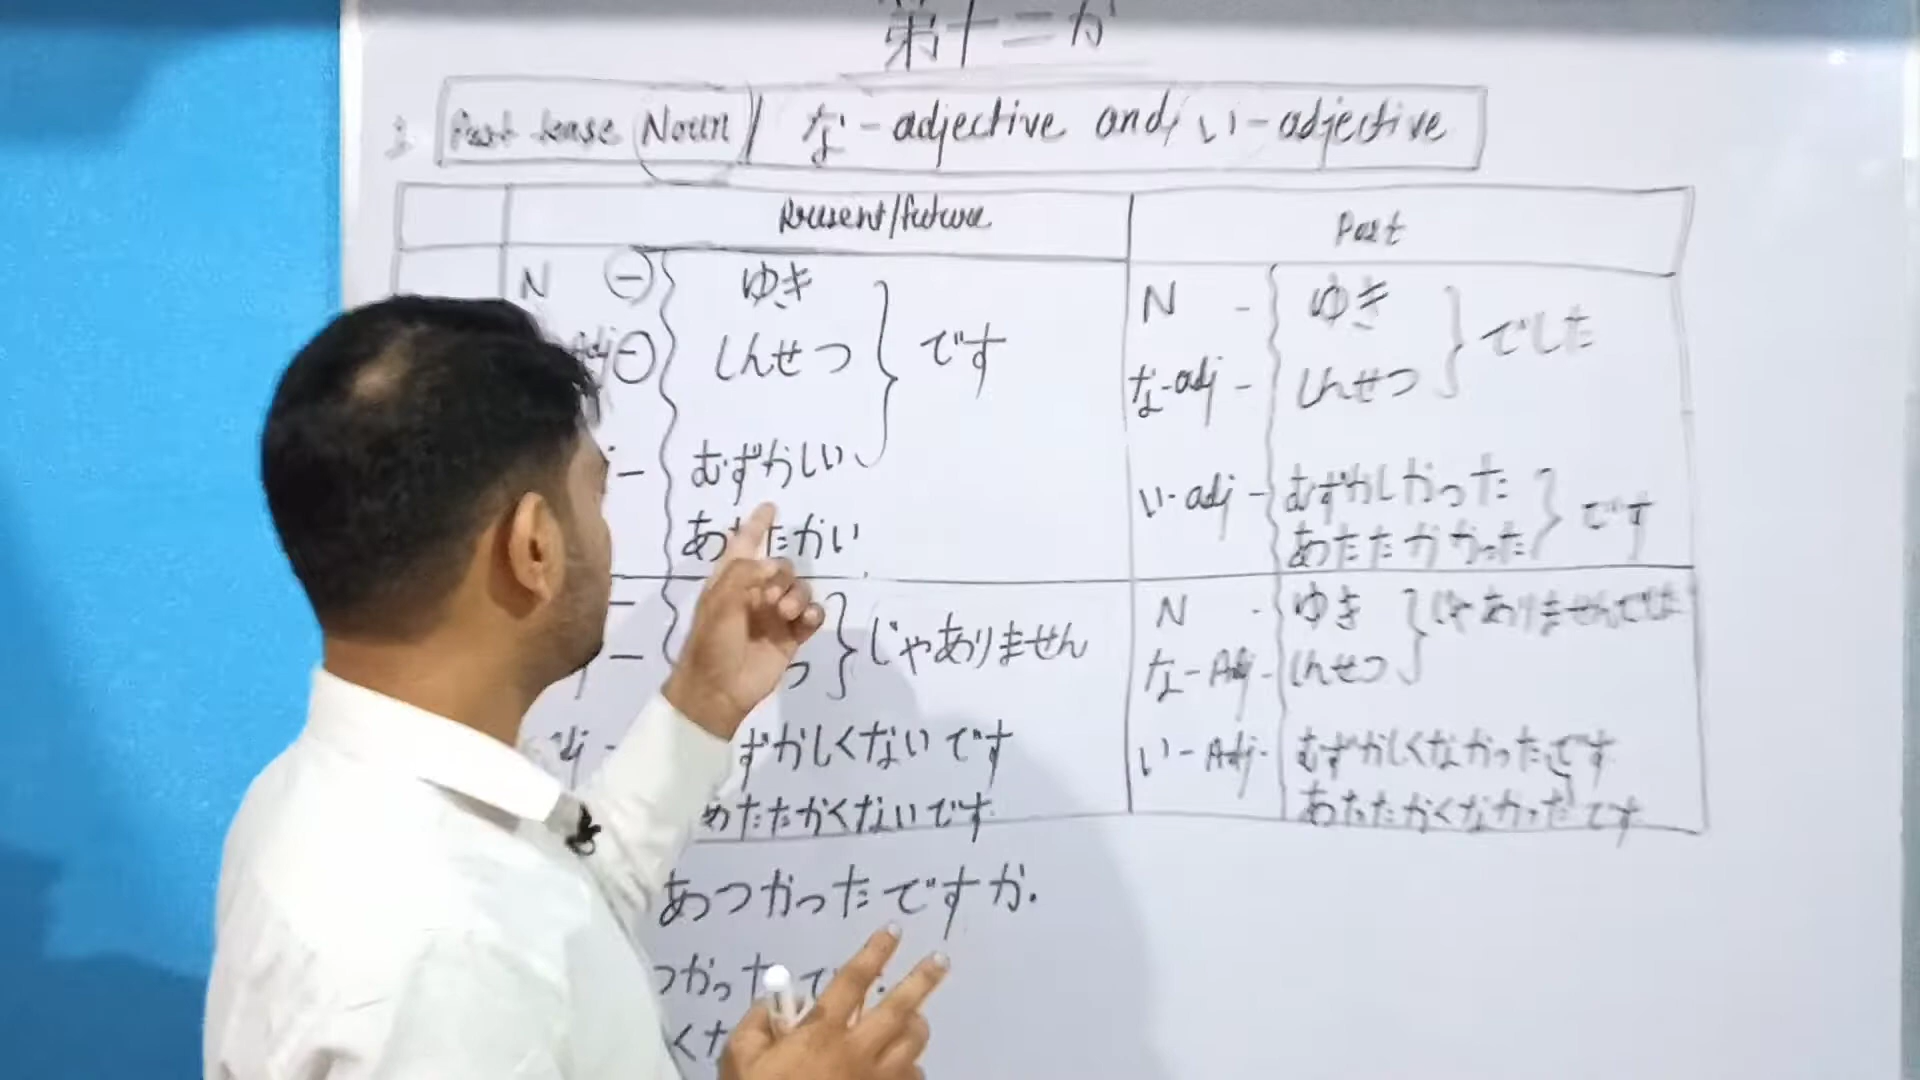 第十二か
Past tense Noun / な-adjective and い-adjective
Present/future Past
N - ゆき
adj - しんせつ です
- むずかしい
あたたかい
N - ゆき
な-adj - しんせつ でした
い-adj - むずかしかった
あたたかかった です
じゃありません
つ
adj - ずかしくないです
あたたかくないです
N - ゆき じゃありませんでした
な-Adj - しんせつ
い-Adj - むずかしくなかったです
あたたかくなかったです
あつかったですか.
つかった
くな